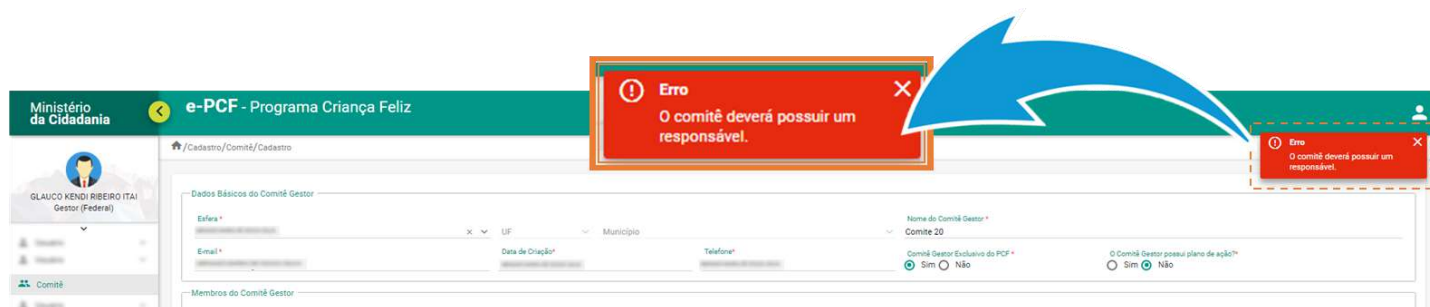 Erro
O comitê deverá possuir um
responsável.
Ministério
da Cidadania
e-PCF - Programa Criança Feliz
/Cadastro/Comitê/Cadastro
Erro
O comitê deverá possuir um
responsável.
GLAUCO KENDI RIBEIRO ITAI
Gestor (Federal)
Dados Básicos do Comitê Gestor
Esfera *
UF
Município
Nome do Comitê Gestor *
Comite 20
E-mail *
Data de Criação*
Telefone*
Comitê Gestor Exclusivo do PCF *
Sim Não
O Comitê Gestor possui plano de ação?*
Sim Não
Comitê
Membros do Comitê Gestor